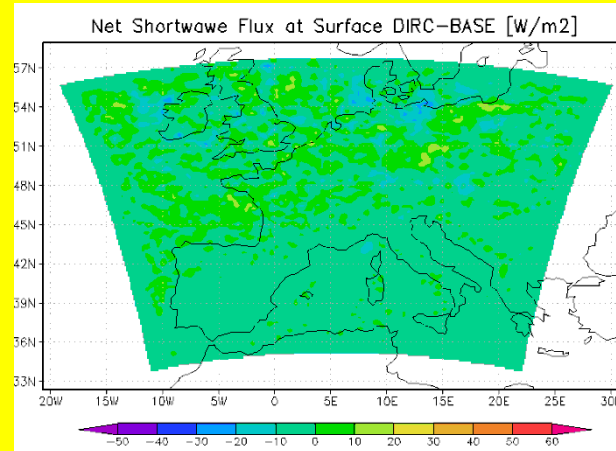 Net Shortwawe Flux at Surface DIRC-BASE [W/m2]
57N
54N
51N
48N
45N
42N
39N
36N
33N
20W 15W 10W 5W 0 5E 10E 15E 20E 25E 30E
-50 -40 -30 -20 -10 0 10 20 30 40 50 60